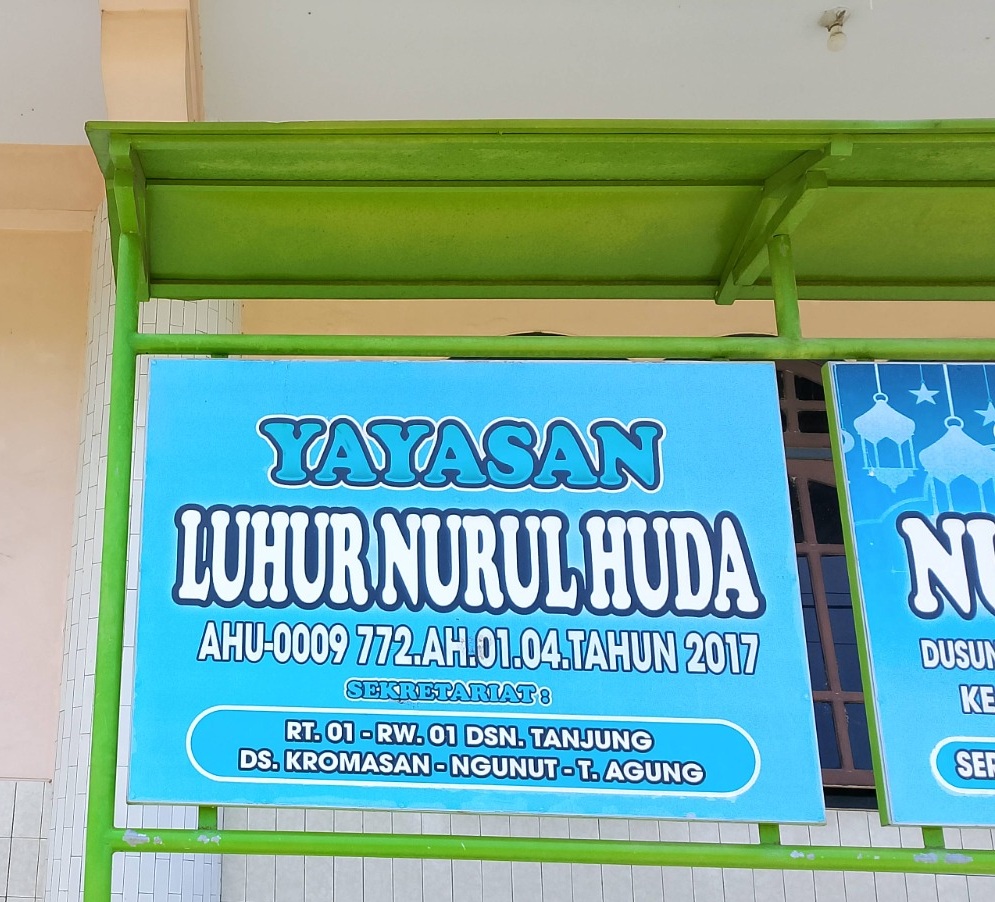 YAYASAN
LUHUR NURUL HUDA
AHU-0009 772.AH.01.04.TAHUN 2017
SEKRETARIAT :
RT. 01 - RW. 01 DSN. TANJUNG
DS. KROMASAN - NGUNUT - T. AGUNG
DUSUN